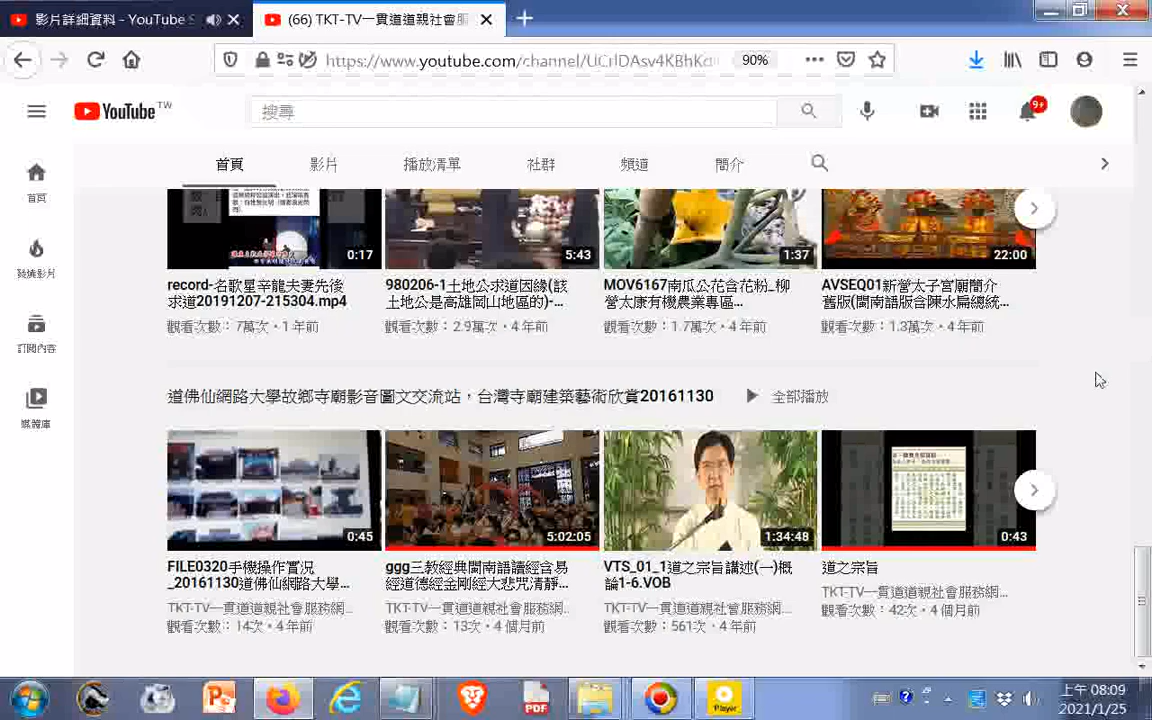 影片詳細資料 - YouTube S
(66) TKT-TV一貫道道親社會服
https://www.youtube.com/channel/UCrlDAsv4KBhKd
90%
YouTube TW
搜尋
9+
首頁
影片
播放清單
社群
頻道
簡介
首頁
發燒影片
訂閱內容
媒體庫
0:17
5:43
1:37
22:00
record-名歌星辛龍夫妻先後
求道20191207-215304.mp4
觀看次數：7萬次・1 年前
980206-1土地公求道因緣(該
土地公是高雄岡山地區的)-...
觀看次數：2.9萬次・4 年前
MOV6167南瓜公花含花粉_柳
營太康有機農業專區...
觀看次數：1.7萬次・4 年前
AVSEQ01新營太子宮廟簡介
舊版(閩南語版含陳水扁總統...
觀看次數：1.3萬次・4 年前
道佛仙網路大學故鄉寺廟影音圖文交流站，台灣寺廟建築藝術欣賞20161130
全部播放
0:45
5:02:05
1:34:48
0:43
FILE0320手機操作實況
_20161130道佛仙網路大學...
TKT-TV一貫道道親社會服務網...
觀看次數：14次・4 年前
ggg三教經典閩南語讀經含易
經道德經金剛經大悲咒清靜...
TKT-TV一貫道道親社會服務網...
觀看次數：13次・4 個月前
VTS_01_1道之宗旨講述(一)概
論1-6.VOB
TKT-TV一貫道道親社會服務網...
觀看次數：561次・4 年前
道之宗旨
TKT-TV一貫道道親社會服務網...
觀看次數：42次・4 個月前
PDF
Player
上午 08:09
2021/1/25